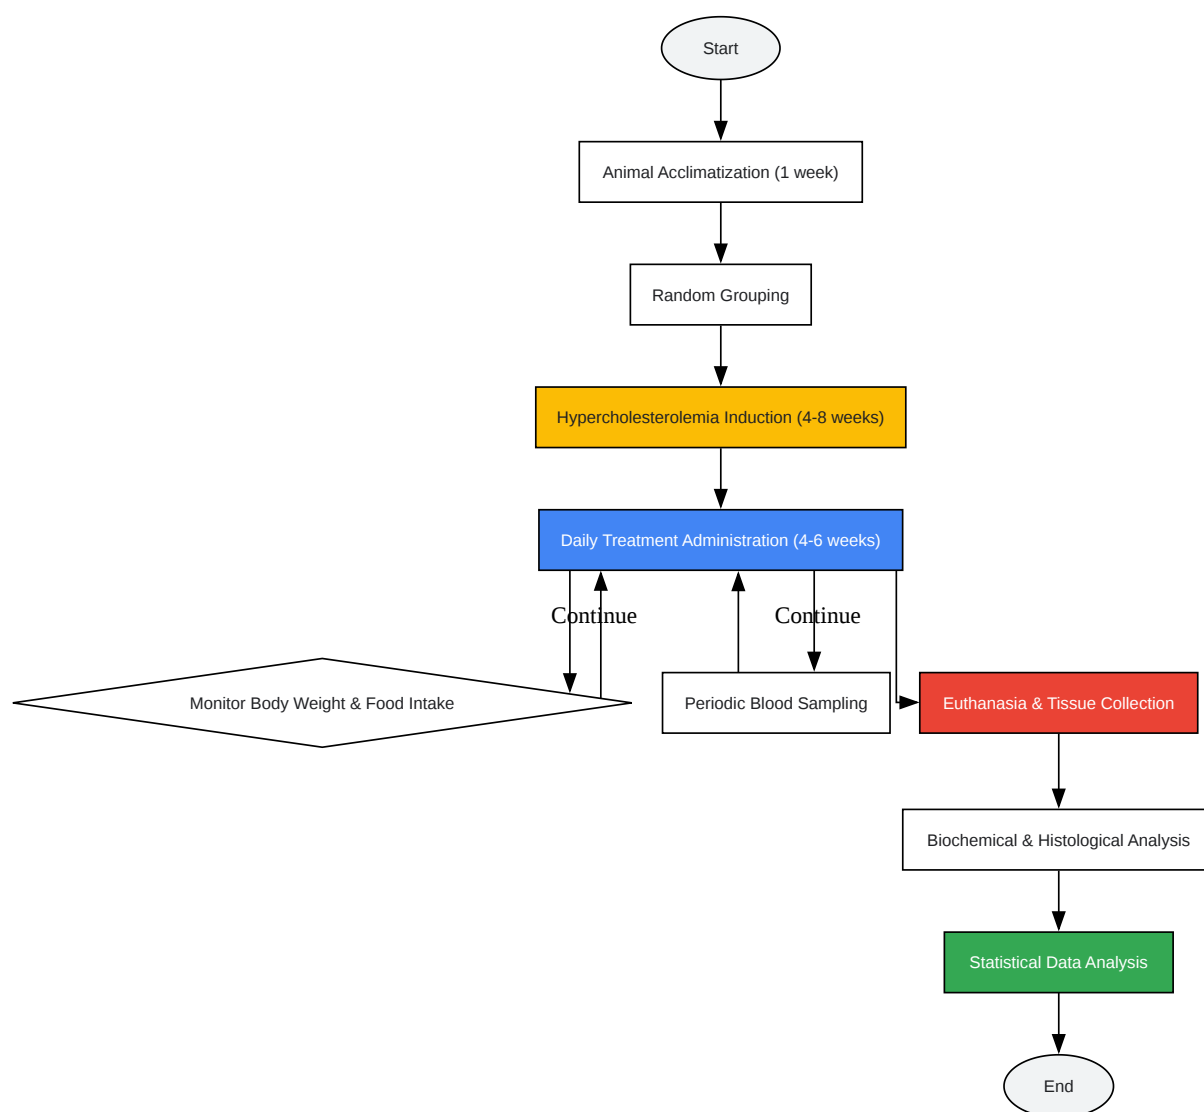 Start
Animal Acclimatization (1 week)
Random Grouping
Hypercholesterolemia Induction (4-8 weeks)
Daily Treatment Administration (4-6 weeks)
Continue
Continue
Monitor Body Weight & Food Intake
Periodic Blood Sampling
Euthanasia & Tissue Collection
Biochemical & Histological Analysis
Statistical Data Analysis
End